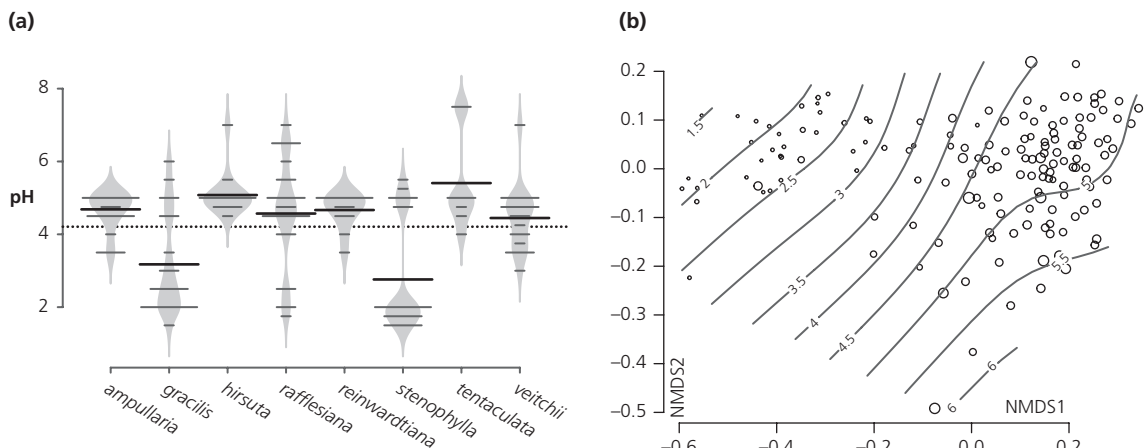 (a)
8
6
pH
4
2
ampullaria
gracilis
hirsuta
rafflesiana
reinwardtiana
stenophylla
tentaculata
veitchii
(b)
0.2
0.1
0.0
−0.1
−0.2
−0.3
−0.4
−0.5
NMDS2
1.5
2
2.5
3
3.5
4
4.5
5
5.5
6
6
NMDS1
−0.6
−0.4
−0.2
0.0
0.2